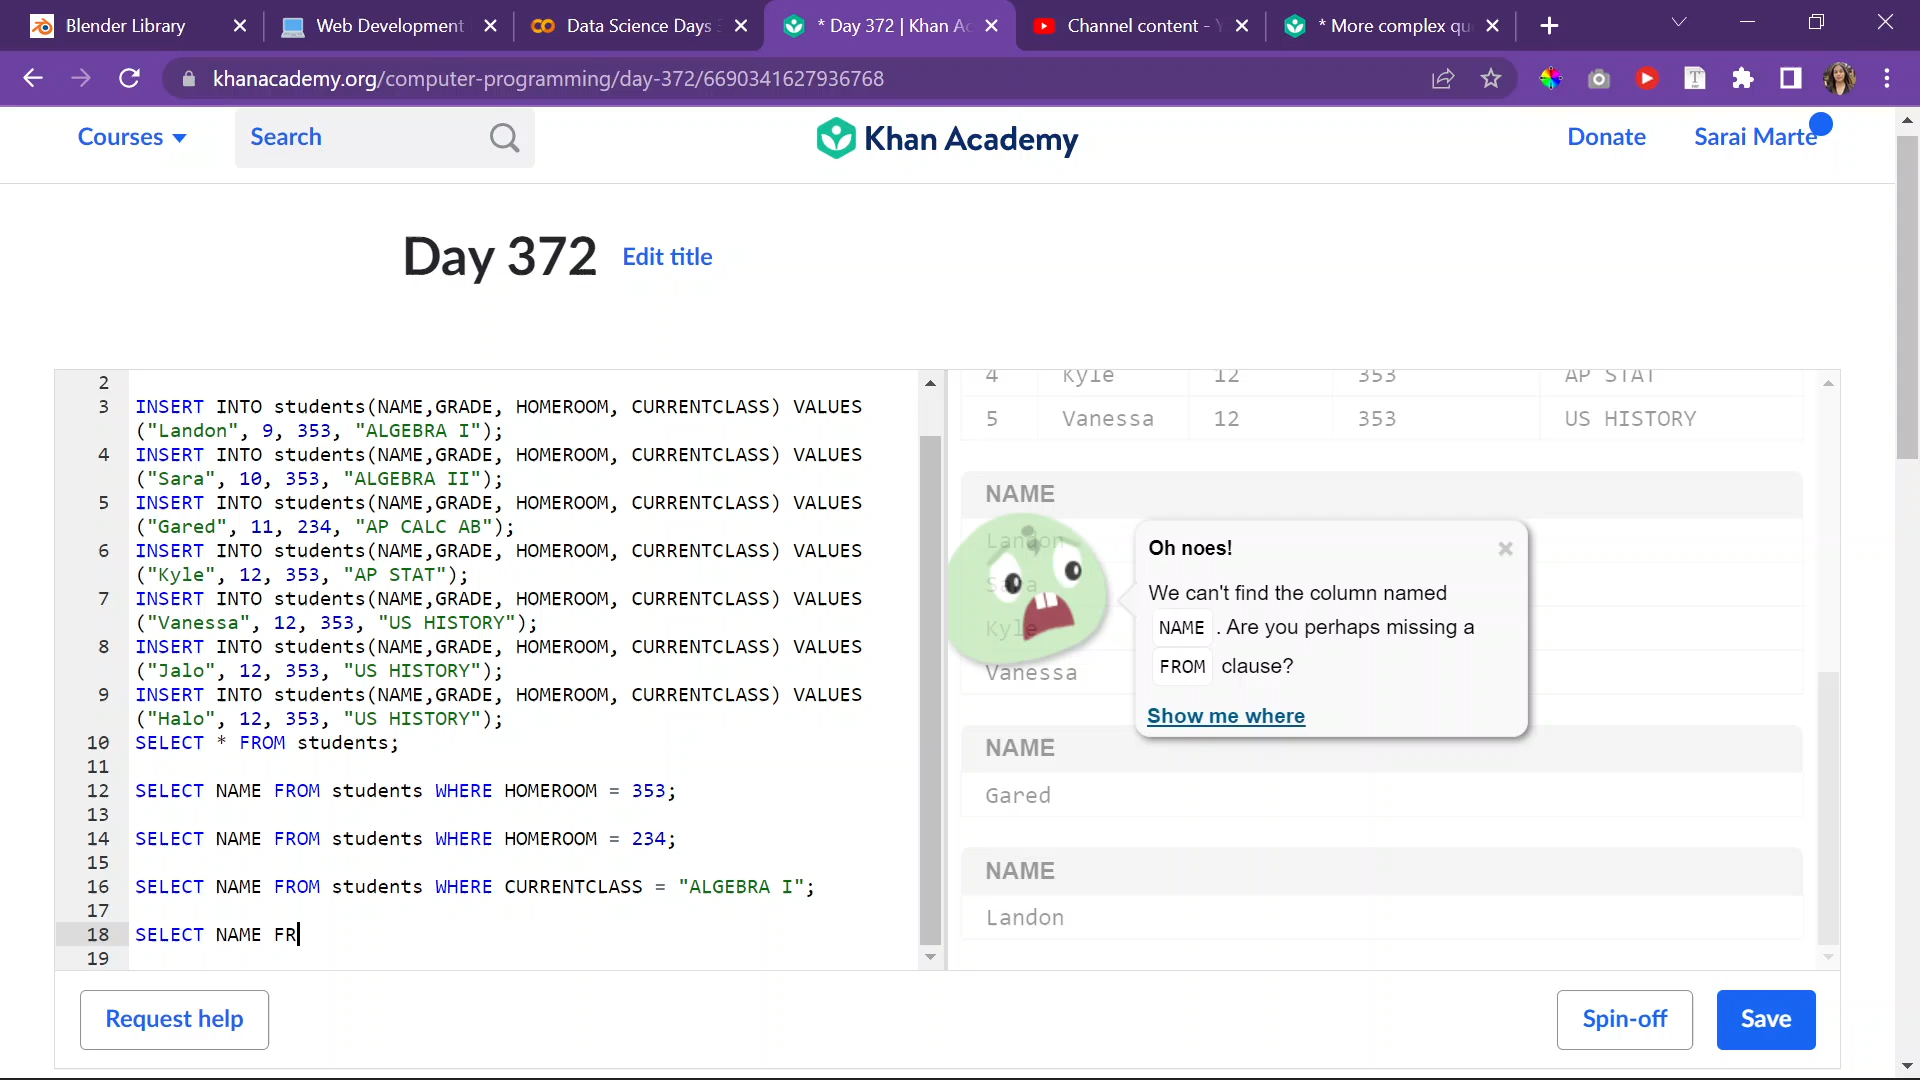 Blender Library
Web Development
Data Science Days
* Day 372 | Khan Ac
Channel content - Y
* More complex qu
khanacademy.org/computer-programming/day-372/6690341627936768
Courses
Search
Khan Academy
Donate
Sarai Marte
Day 372
Edit title
2
3 INSERT INTO students(NAME,GRADE, HOMEROOM, CURRENTCLASS) VALUES
("Landon", 9, 353, "ALGEBRA I");
4 INSERT INTO students(NAME,GRADE, HOMEROOM, CURRENTCLASS) VALUES
("Sara", 10, 353, "ALGEBRA II");
5 INSERT INTO students(NAME,GRADE, HOMEROOM, CURRENTCLASS) VALUES
("Gared", 11, 234, "AP CALC AB");
6 INSERT INTO students(NAME,GRADE, HOMEROOM, CURRENTCLASS) VALUES
("Kyle", 12, 353, "AP STAT");
7 INSERT INTO students(NAME,GRADE, HOMEROOM, CURRENTCLASS) VALUES
("Vanessa", 12, 353, "US HISTORY");
8 INSERT INTO students(NAME,GRADE, HOMEROOM, CURRENTCLASS) VALUES
("Jalo", 12, 353, "US HISTORY");
9 INSERT INTO students(NAME,GRADE, HOMEROOM, CURRENTCLASS) VALUES
("Halo", 12, 353, "US HISTORY");
10 SELECT * FROM students;
11
12 SELECT NAME FROM students WHERE HOMEROOM = 353;
13
14 SELECT NAME FROM students WHERE HOMEROOM = 234;
15
16 SELECT NAME FROM students WHERE CURRENTCLASS = "ALGEBRA I";
17
18 SELECT NAME FR
19
4 Kyle 12 353 AP STAT
5 Vanessa 12 353 US HISTORY
NAME
Landon
Sara
Kyle
Vanessa
Oh noes!
We can't find the column named
NAME . Are you perhaps missing a
FROM clause?
Show me where
NAME
Gared
NAME
Landon
Request help
Spin-off
Save